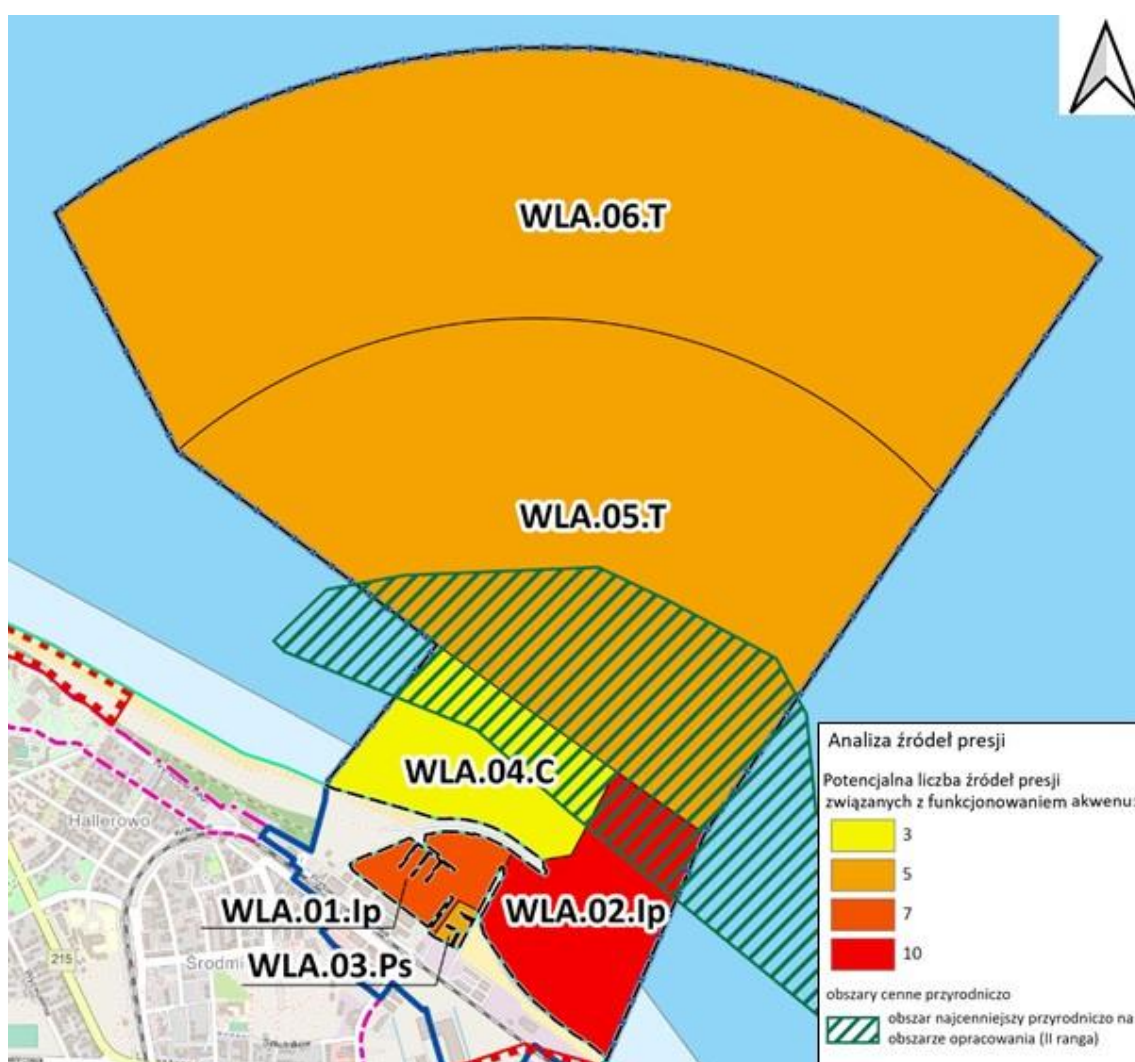 WLA.06.T
WLA.05.T
WLA.04.C
Hallerowo
WLA.01.Ip
WLA.02.Ip
215
Środmi
WLA.03.Ps
Analiza źródeł presji
Potencjalna liczba źródeł presji
związanych z funkcjonowaniem akwenu:
3
5
7
10
obszary cenne przyrodniczo
obszar najcenniejszy przyrodniczo na
obszarze opracowania (II ranga)